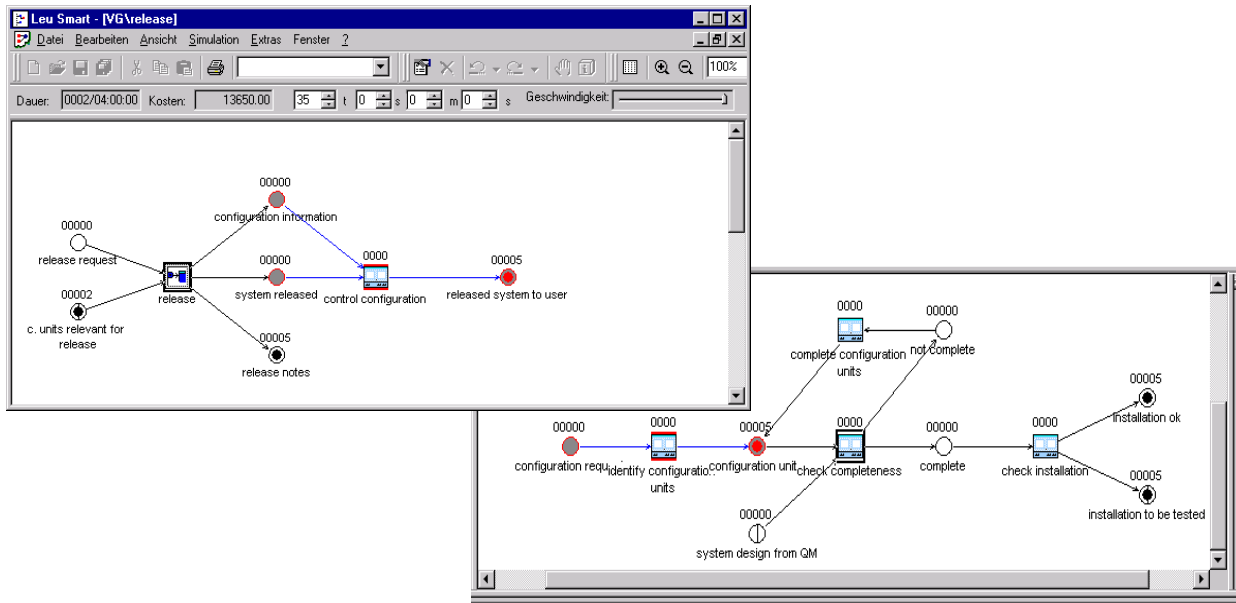 Leu Smart - [VG\release]
Datei Bearbeiten Ansicht Simulation Extras Fenster ?
100%
Dauer: 0002/04:00:00 Kosten: 13650.00 35 t 0 s 0 m 0 s Geschwindigkeit:
00000
configuration information
00000
release request
00000
system released
0000
control configuration
00005
released system to user
release
00002
c. units relevant for
release
00005
release notes
0000
complete configuration
units
00000
not complete
00005
Installation ok
00000
configuration requ
0000
identify configuratio..
units
00005
configuration unit
0000
check completeness
00000
complete
0000
check installation
00005
installation to be tested
00000
system design from QM